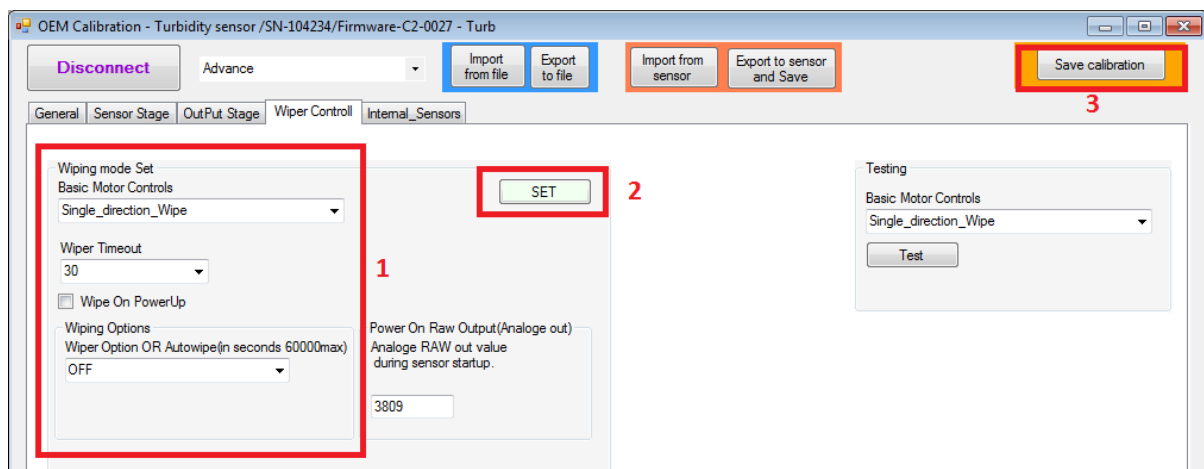 OEM Calibration - Turbidity sensor /SN-104234/Firmware-C2-0027 - Turb
Disconnect
Advance
Import
from file
Export
to file
Import from
sensor
Export to sensor
and Save
Save calibration
3
General
Sensor Stage
OutPut Stage
Wiper Controll
Internal_Sensors
Wiping mode Set
Basic Motor Controls
Single_direction_Wipe
SET
2
Wiper Timeout
30
1
Wipe On PowerUp
Wiping Options
Wiper Option OR Autowipe(in seconds 60000max)
OFF
Power On Raw Output(Analoge out)
Analoge RAW out value
during sensor startup.
3809
Testing
Basic Motor Controls
Single_direction_Wipe
Test